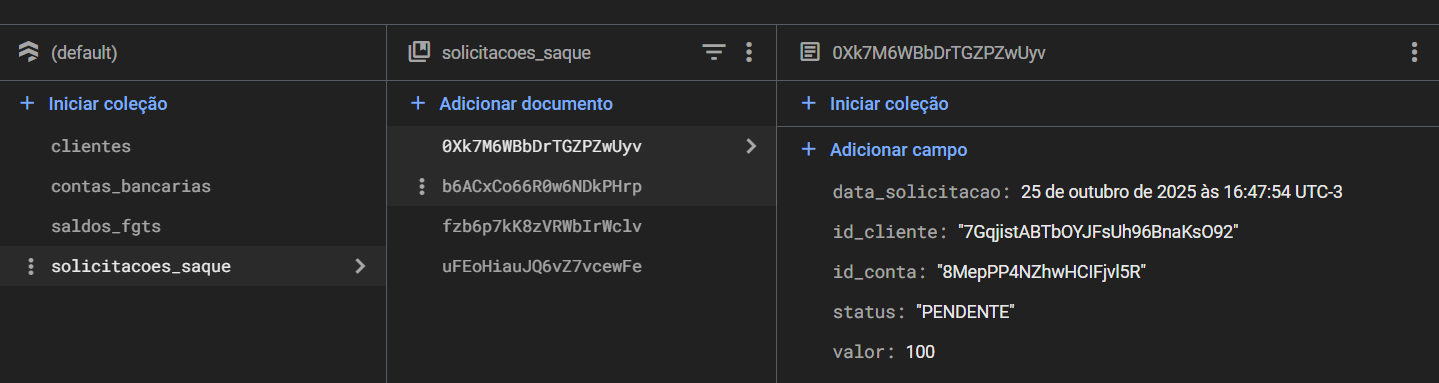 (default)
Iniciar coleção
clientes
contas_bancarias
saldos_fgts
solicitacoes_saque
solicitacoes_saque
Adicionar documento
0Xk7M6WBbDrTGZPZwUyv
b6ACxCo66R0w6NDkPHrp
fzb6p7kK8zVRWbIrWclv
uFEoHiauJQ6vZ7vcewFe
0Xk7M6WBbDrTGZPZwUyv
Iniciar coleção
Adicionar campo
data_solicitacao: 25 de outubro de 2025 às 16:47:54 UTC-3
id_cliente: "7GqjistABTbOYJFsUh96BnaKsO92"
id_conta: "8MepPP4NZhwHCIFjvl5R"
status: "PENDENTE"
valor: 100